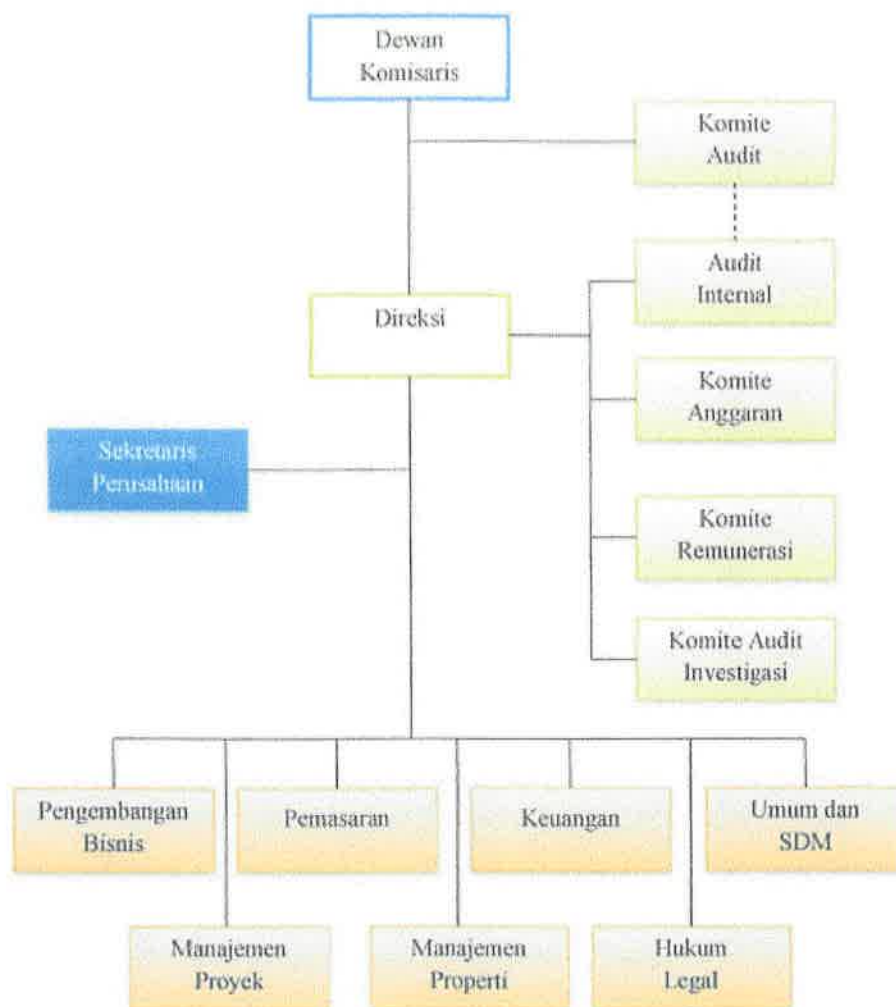 Dewan
Komisaris
Komite
Audit
Audit
Internal
Direksi
Komite
Anggaran
Sekretaris
Perusahaan
Komite
Remunerasi
Komite Audit
Investigasi
Pengembangan
Bisnis
Pemasaran
Keuangan
Umum dan
SDM
Manajemen
Proyek
Manajemen
Properti
Hukum
Legal